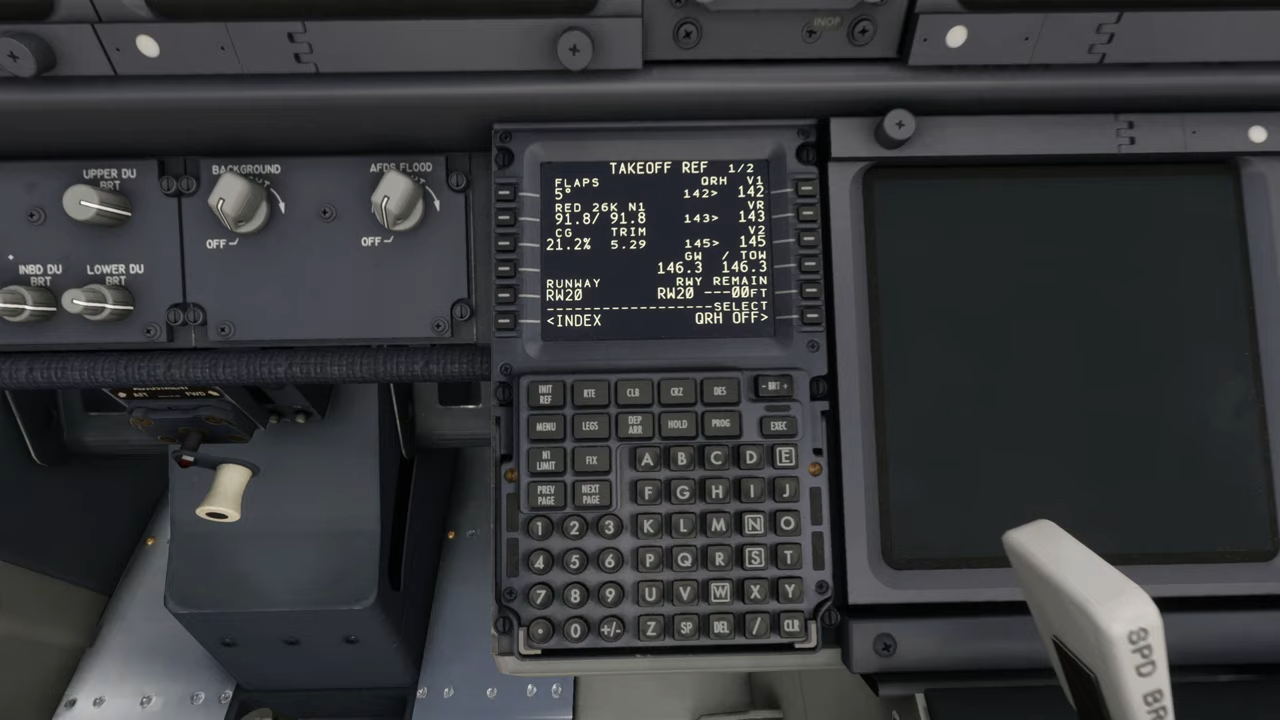 INOP
UPPER DU
BRT
BACKGROUND
OFF
AFDS FLOOD
OFF
INBD DU
BRT
LOWER DU
BRT
TAKEOFF REF 1/2
FLAPS QRH V1
5° 142> 142
RED 26K N1 VR
91.8/ 91.8 143> 143
CG TRIM V2
21.2% 5.29 145> 145
GW / TOW
146.3 146.3
RUNWAY RWY REMAIN
RW20 RW20 ---00FT
------------------SELECT
<INDEX QRH OFF>
AFT FWD
INIT REF
RTE
CLB
CRZ
DES
- BRT +
MENU
LEGS
DEP ARR
HOLD
PROG
EXEC
N1 LIMIT
FIX
A B C D E
PREV PAGE
NEXT PAGE
F G H I J
1 2 3 K L M N O
4 5 6 P Q R S T
7 8 9 U V W X Y
. 0 +/- Z SP DEL / CLR
SPD BR